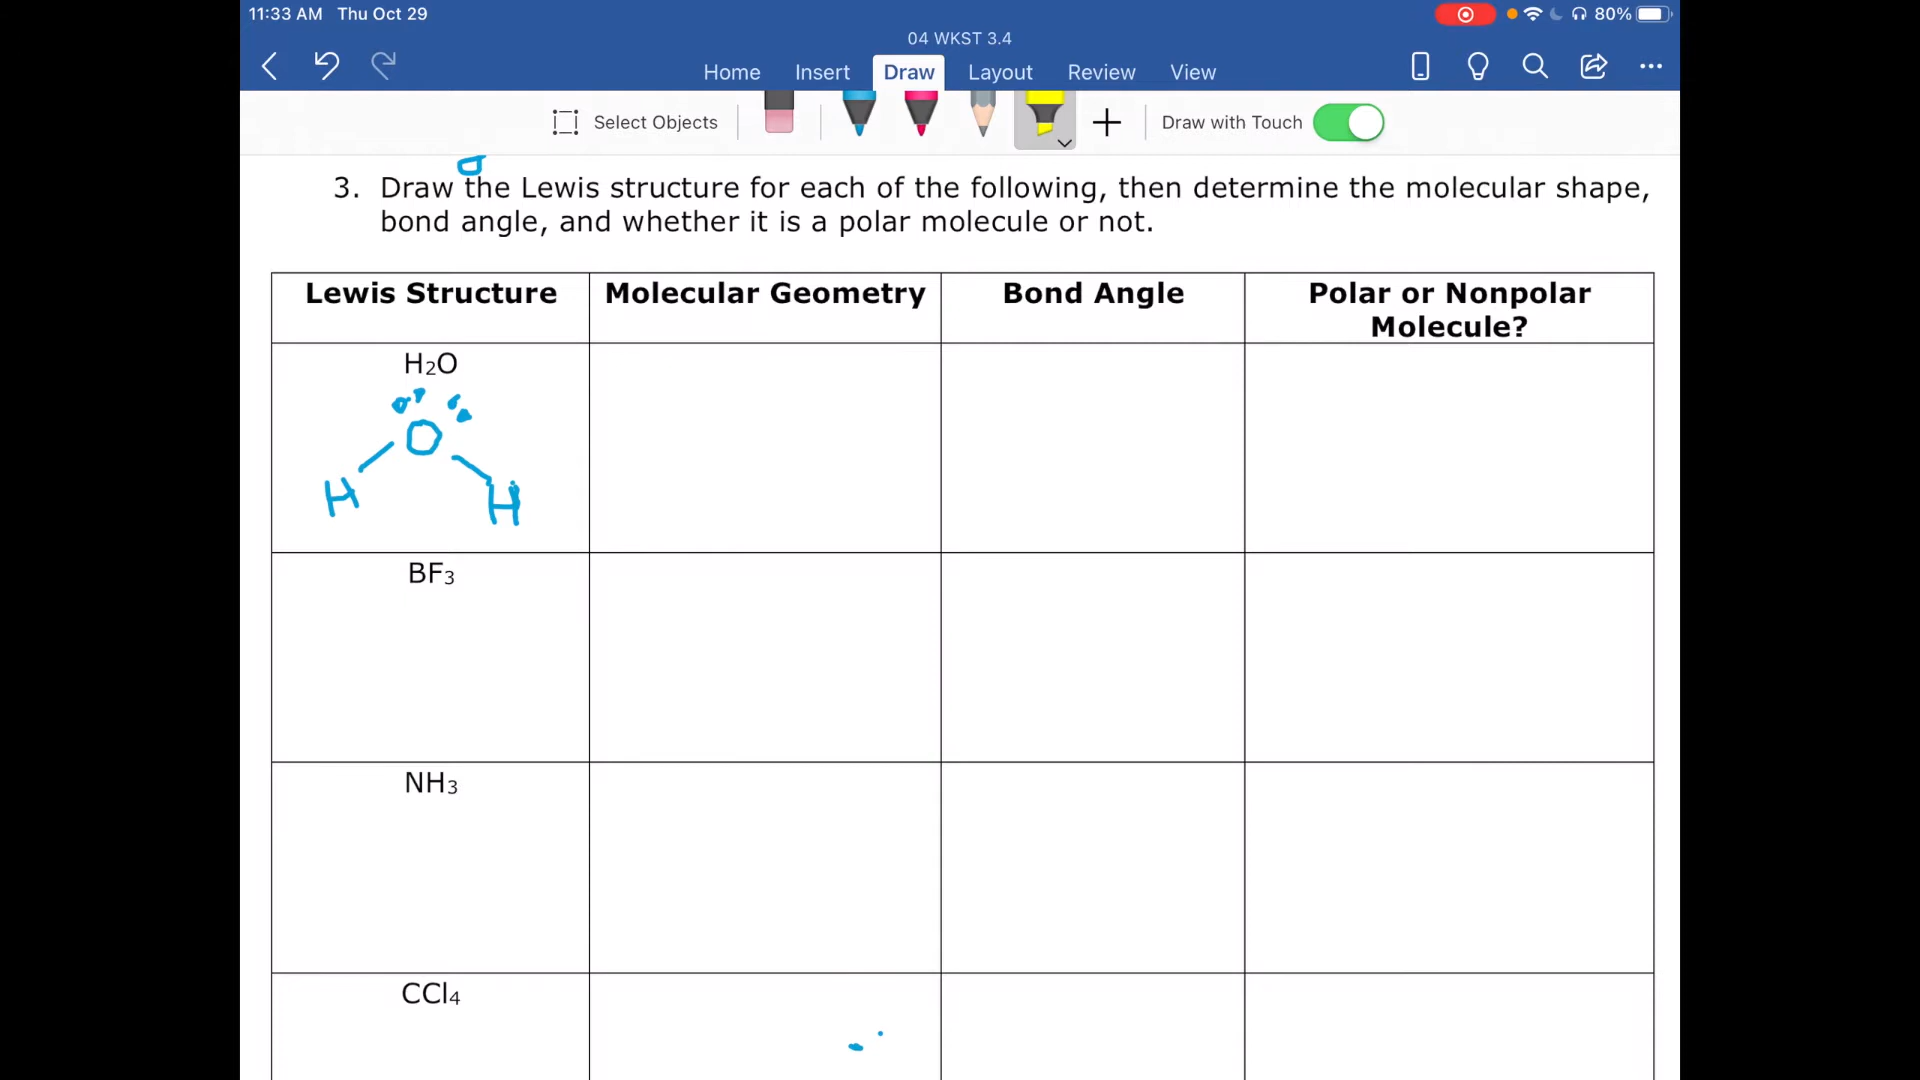 11:33 AM Thu Oct 29
80%
04 WKST 3.4
Home Insert Draw Layout Review View
Select Objects
Draw with Touch
3. Draw the Lewis structure for each of the following, then determine the molecular shape,
bond angle, and whether it is a polar molecule or not.
Lewis Structure Molecular Geometry Bond Angle Polar or Nonpolar
Molecule?
H₂O
O
H H
BF₃
NH₃
CCl₄